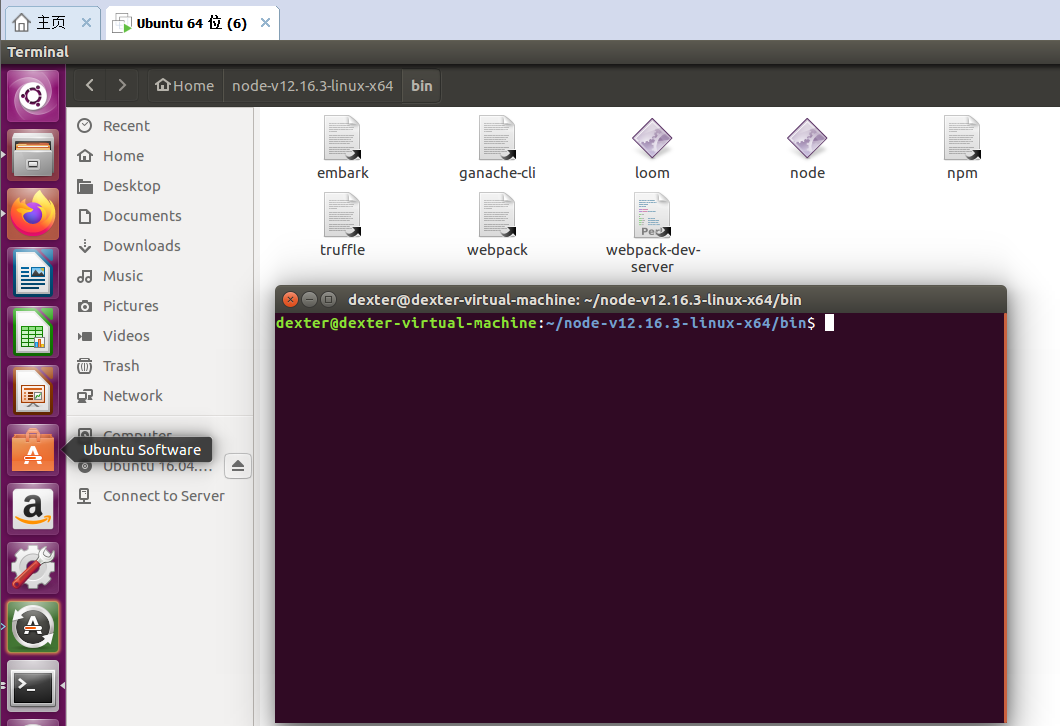 主页
Ubuntu 64 位 (6)
Terminal
Home
node-v12.16.3-linux-x64
bin
Recent
Home
Desktop
Documents
Downloads
Music
Pictures
Videos
Trash
Network
Computer
Ubuntu 16.04....
Connect to Server
Ubuntu Software
embark
ganache-cli
loom
node
npm
truffle
webpack
webpack-dev-
server
dexter@dexter-virtual-machine: ~/node-v12.16.3-linux-x64/bin
dexter@dexter-virtual-machine:~/node-v12.16.3-linux-x64/bin$